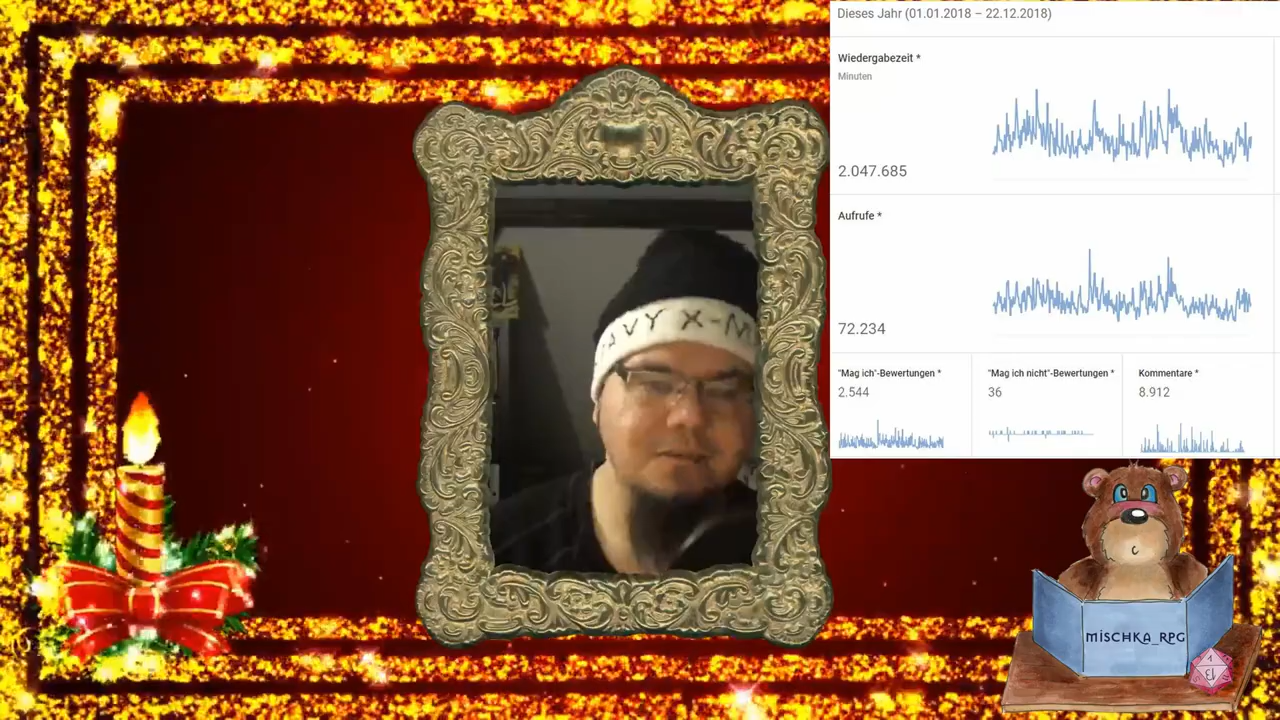 Dieses Jahr (01.01.2018 – 22.12.2018)
Wiedergabezeit *
Minuten
2.047.685
Aufrufe *
72.234
"Mag ich"-Bewertungen *
2.544
"Mag ich nicht"-Bewertungen *
36
Kommentare *
8.912
MISCHKA_RPG